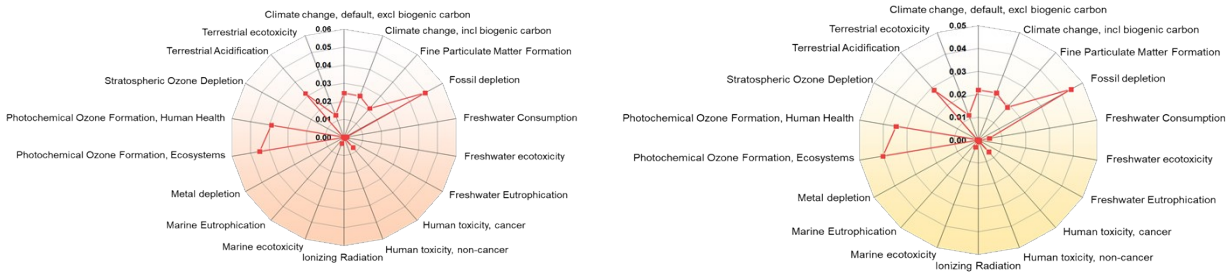 Climate change, default, excl biogenic carbon
Climate change, incl biogenic carbon
Fine Particulate Matter Formation
Fossil depletion
Freshwater Consumption
Freshwater ecotoxicity
Freshwater Eutrophication
Human toxicity, cancer
Human toxicity, non-cancer
Ionizing Radiation
Marine ecotoxicity
Marine Eutrophication
Metal depletion
Photochemical Ozone Formation, Ecosystems
Photochemical Ozone Formation, Human Health
Stratospheric Ozone Depletion
Terrestrial Acidification
Terrestrial ecotoxicity
0.06
0.05
0.04
0.03
0.02
0.01
0.00
Climate change, default, excl biogenic carbon
Climate change, incl biogenic carbon
Fine Particulate Matter Formation
Fossil depletion
Freshwater Consumption
Freshwater ecotoxicity
Freshwater Eutrophication
Human toxicity, cancer
Human toxicity, non-cancer
Ionizing Radiation
Marine ecotoxicity
Marine Eutrophication
Metal depletion
Photochemical Ozone Formation, Ecosystems
Photochemical Ozone Formation, Human Health
Stratospheric Ozone Depletion
Terrestrial Acidification
Terrestrial ecotoxicity
0.05
0.04
0.03
0.02
0.01
0.00